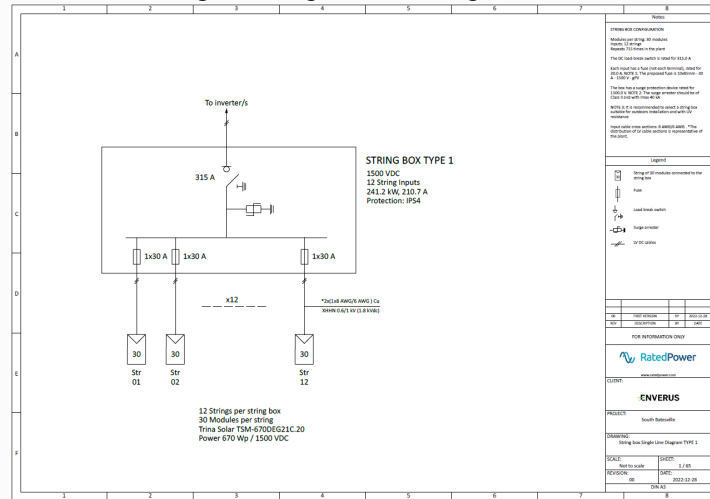 1 2 3 4 5 6 7 8
A
B
C
D
E
F
To inverter/s
315 A
STRING BOX TYPE 1
1500 VDC
12 String Inputs
241.2 kW, 210.7 A
Protection: IP54
1x30 A 1x30 A 1x30 A
x12
*2x(1x8 AWG/6 AWG ) Cu
XHHN 0.6/1 kV (1.8 kVdc)
30 30 30
Str Str Str
01 02 12
12 Strings per string box
30 Modules per string
Trina Solar TSM-670DEG21C.20
Power 670 Wp / 1500 VDC
Notes
STRING BOX CONFIGURATION
Modules per string: 30 modules
Inputs: 12 strings
Repeats 215 times in the plant
The DC load break switch is rated for 315.0 A
Each input has a fuse (not each terminal), rated for
30.0 A. NOTE 1: The proposed fuse is 10x85mm - 30
A - 1500 V - gPV
The box has a surge protection device rated for
1500.0 V. NOTE 2: The surge arrester should be of
Class II and with Imax 40 kA
NOTE 3: It is recommended to select a string box
suitable for outdoors installation and with UV
resistance
Input cable cross sections: 8 AWG/6 AWG - *The
distribution of LV cable sections is representative of
the plant.
Legend
30
String of 30 modules connected to the
string box
Fuse
Load break switch
Surge arrester
LV DC cables
00 FIRST VERSION RP 2022-12-28
REV DESCRIPTION BY DATE
FOR INFORMATION ONLY
RatedPower
www.ratedpower.com
CLIENT:
ENVERUS
PROJECT:
South Batesville
DRAWING:
String box Single Line Diagram TYPE 1
SCALE: SHEET:
Not to scale 1 / 65
REVISION: DATE:
00 2022-12-28
DIN A3
1 2 3 4 5 6 7 8